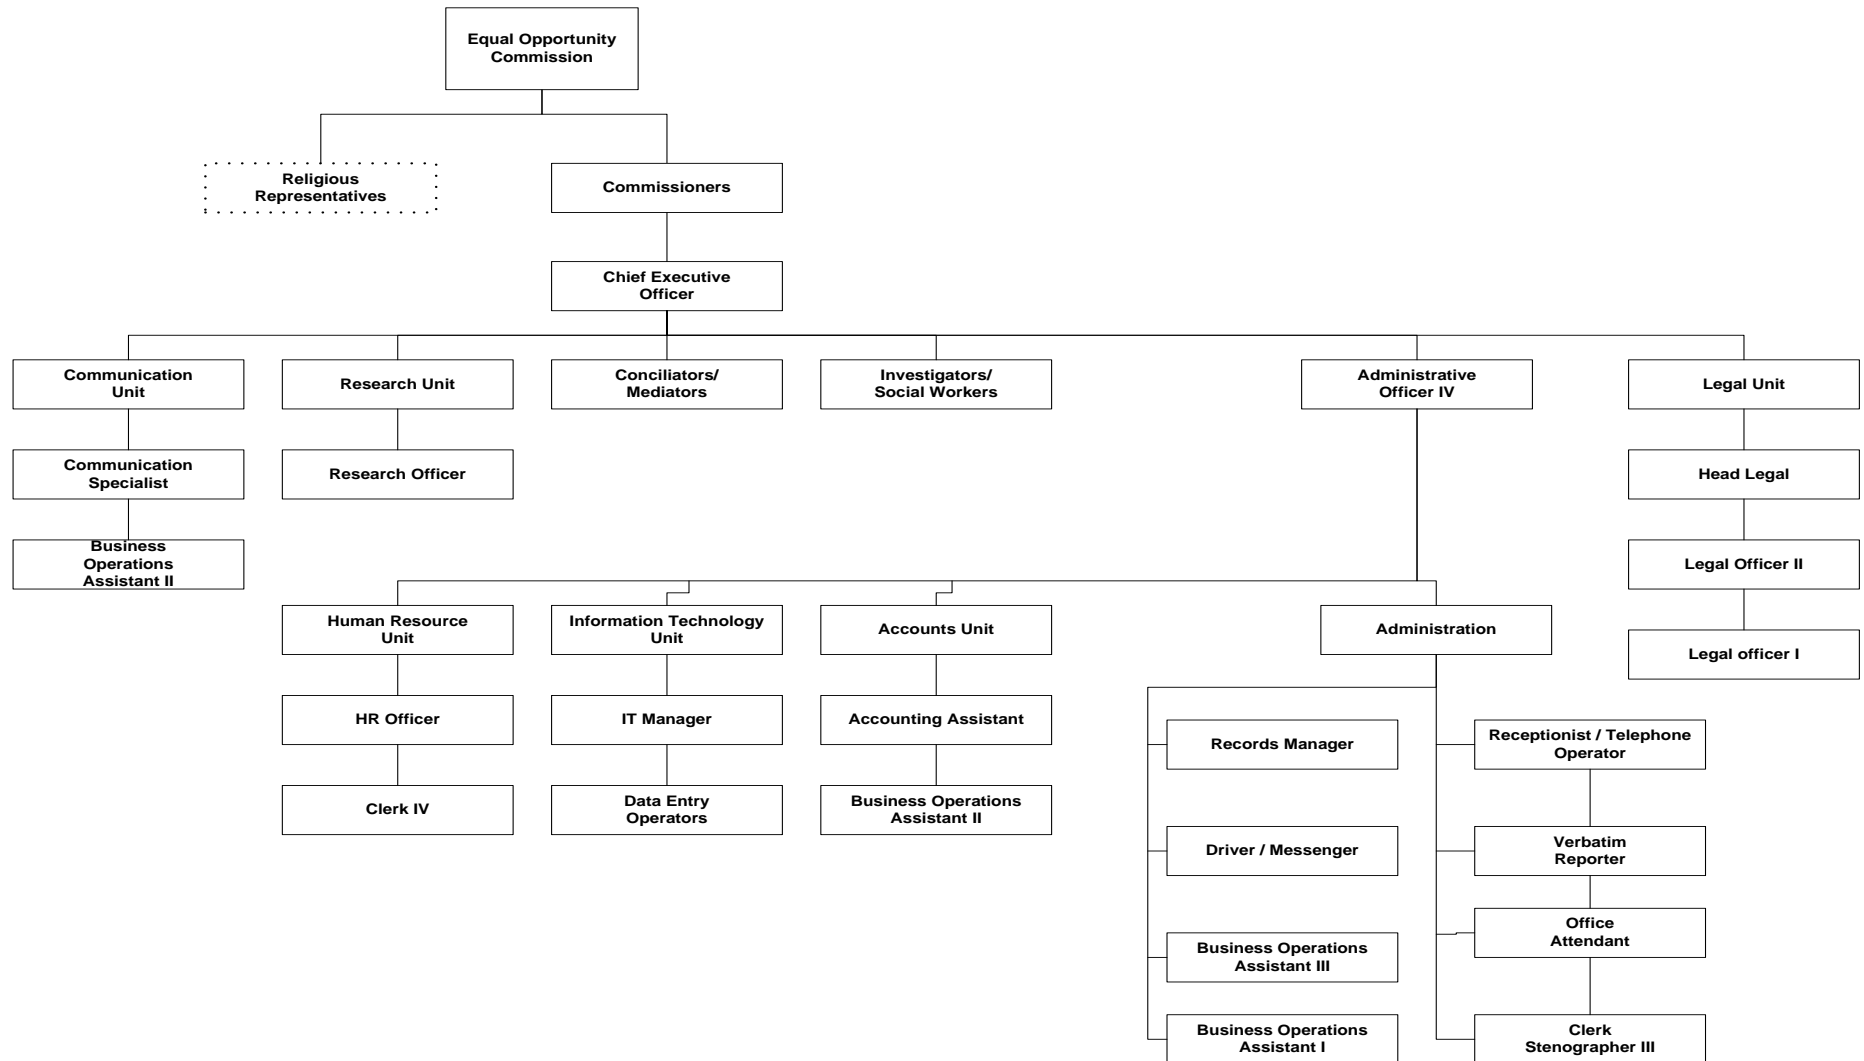 Equal Opportunity
Commission
Religious
Representatives
Commissioners
Chief Executive
Officer
Communication
Unit
Research Unit
Conciliators/
Mediators
Investigators/
Social Workers
Administrative
Officer IV
Legal Unit
Communication
Specialist
Research Officer
Head Legal
Business
Operations
Assistant II
Legal Officer II
Human Resource
Unit
Information Technology
Unit
Accounts Unit
Administration
Legal officer I
HR Officer
IT Manager
Accounting Assistant
Records Manager
Receptionist / Telephone
Operator
Clerk IV
Data Entry
Operators
Business Operations
Assistant II
Driver / Messenger
Verbatim
Reporter
Office
Attendant
Business Operations
Assistant III
Business Operations
Assistant I
Clerk
Stenographer III